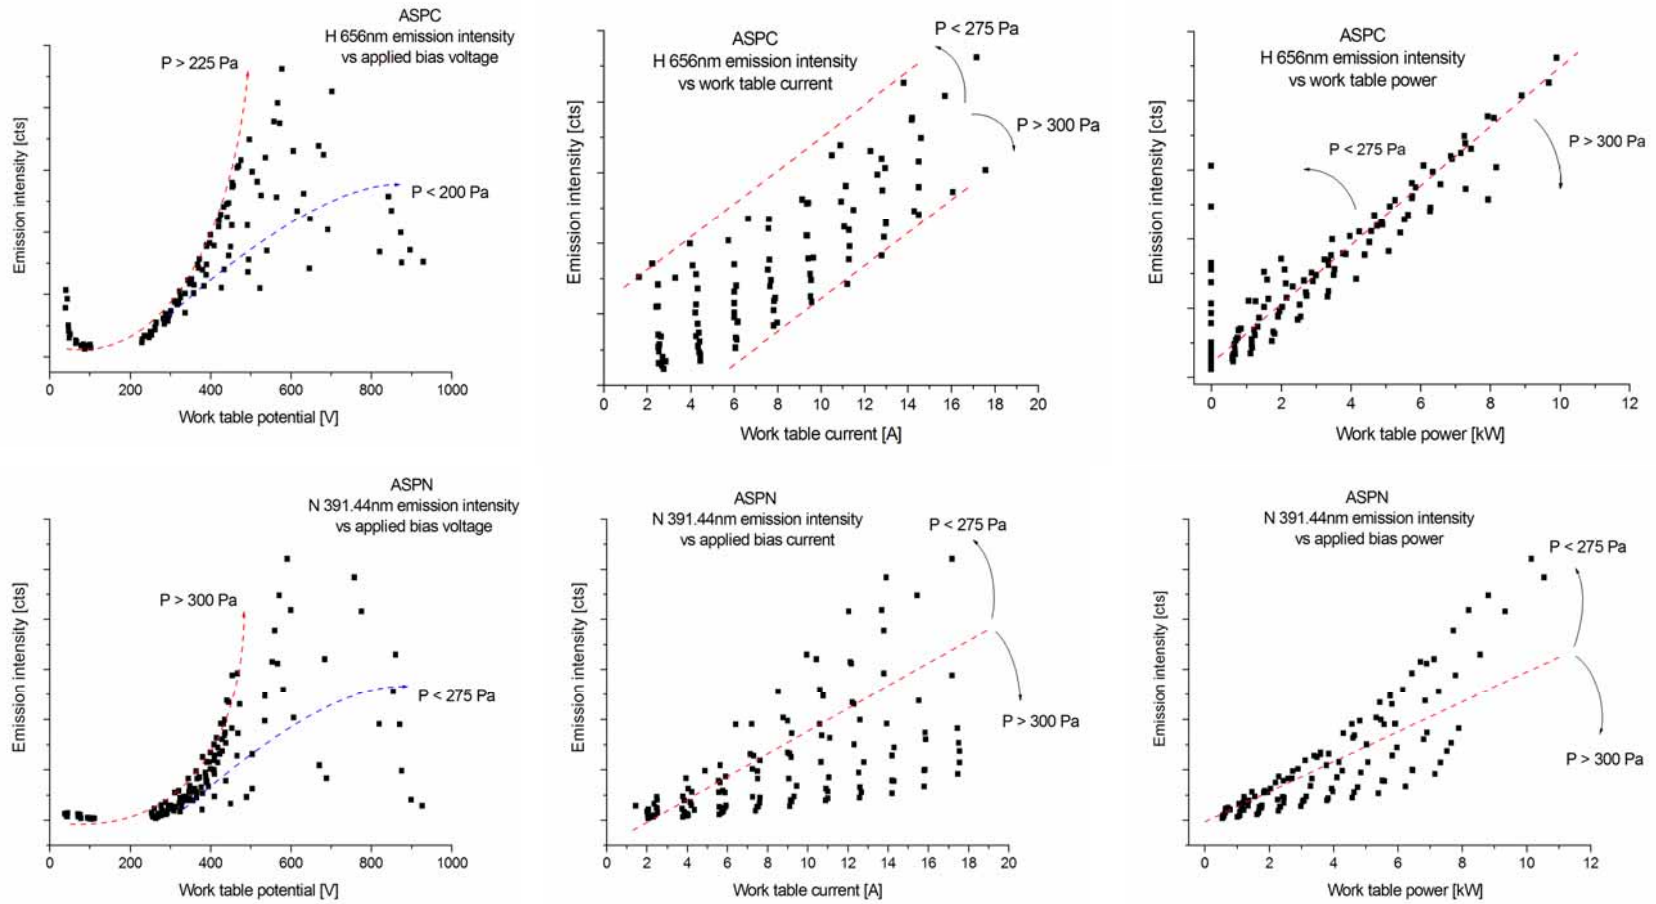 ASPC
H 656nm emission intensity
vs applied bias voltage
P > 225 Pa
P < 200 Pa
Emission intensity [cts]
0 200 400 600 800 1000
Work table potential [V]
ASPC
H 656nm emission intensity
vs work table current
P < 275 Pa
P > 300 Pa
Emission intensity [cts]
0 2 4 6 8 10 12 14 16 18 20
Work table current [A]
ASPC
H 656nm emission intensity
vs work table power
P < 275 Pa
P > 300 Pa
Emission intensity [cts]
0 2 4 6 8 10 12
Work table power [kW]
ASPN
N 391.44nm emission intensity
vs applied bias voltage
P > 300 Pa
P < 275 Pa
Emission intensity [cts]
0 200 400 600 800 1000
Work table potential [V]
ASPN
N 391.44nm emission intensity
vs applied bias current
P < 275 Pa
P > 300 Pa
Emission intensity [cts]
0 2 4 6 8 10 12 14 16 18 20
Work table current [A]
ASPN
N 391.44nm emission intensity
vs applied bias power
P < 275 Pa
P > 300 Pa
Emission intensity [cts]
0 2 4 6 8 10 12
Work table power [kW]